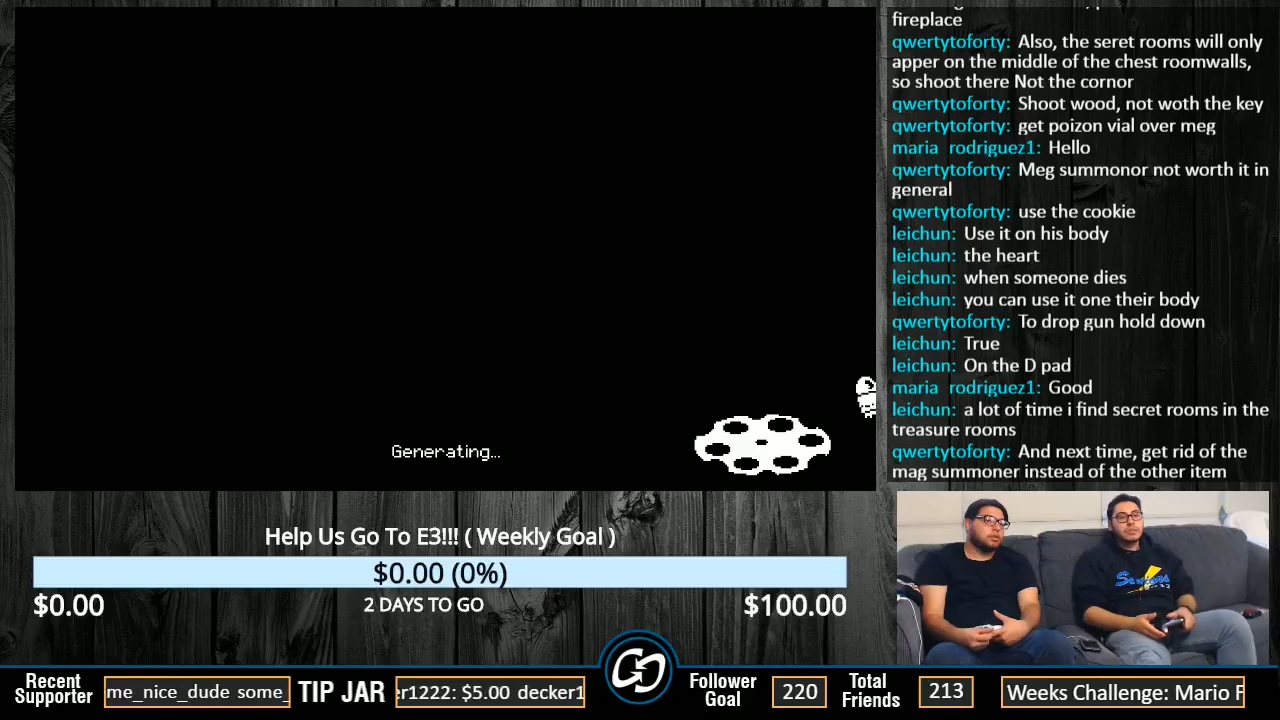 fireplace
qwertytoforty: Also, the seret rooms will only
apper on the middle of the chest roomwalls,
so shoot there Not the cornor
qwertytoforty: Shoot wood, not woth the key
qwertytoforty: get poizon vial over meg
maria rodriguez1: Hello
qwertytoforty: Meg summonor not worth it in
general
qwertytoforty: use the cookie
leichun: Use it on his body
leichun: the heart
leichun: when someone dies
leichun: you can use it one their body
qwertytoforty: To drop gun hold down
leichun: True
leichun: On the D pad
maria rodriguez1: Good
leichun: a lot of time i find secret rooms in the
treasure rooms
qwertytoforty: And next time, get rid of the
mag summoner instead of the other item
Generating...
Help Us Go To E3!!! ( Weekly Goal )
$0.00 (0%)
$0.00
2 DAYS TO GO
$100.00
Recent
Supporter
me_nice_dude some_
TIP JAR
r1222: $5.00 decker1
Follower
Goal
220
Total
Friends
213
Weeks Challenge: Mario